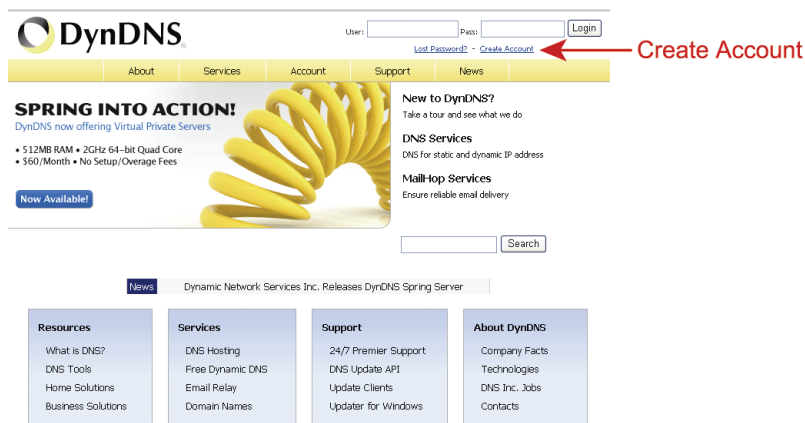 DynDNS®
User:
Pass:
Login
Lost Password? - Create Account
Create Account
About Services Account Support News
SPRING INTO ACTION!
DynDNS now offering Virtual Private Servers
• 512MB RAM • 2GHz 64-bit Quad Core
• $60/Month • No Setup/Overage Fees
Now Available!
New to DynDNS?
Take a tour and see what we do
DNS Services
DNS for static and dynamic IP address
MailHop Services
Ensure reliable email delivery
Search
News Dynamic Network Services Inc. Releases DynDNS Spring Server
Resources
What is DNS?
DNS Tools
Home Solutions
Business Solutions
Services
DNS Hosting
Free Dynamic DNS
Email Relay
Domain Names
Support
24/7 Premier Support
DNS Update API
Update Clients
Updater for Windows
About DynDNS
Company Facts
Technologies
DNS Inc. Jobs
Contacts